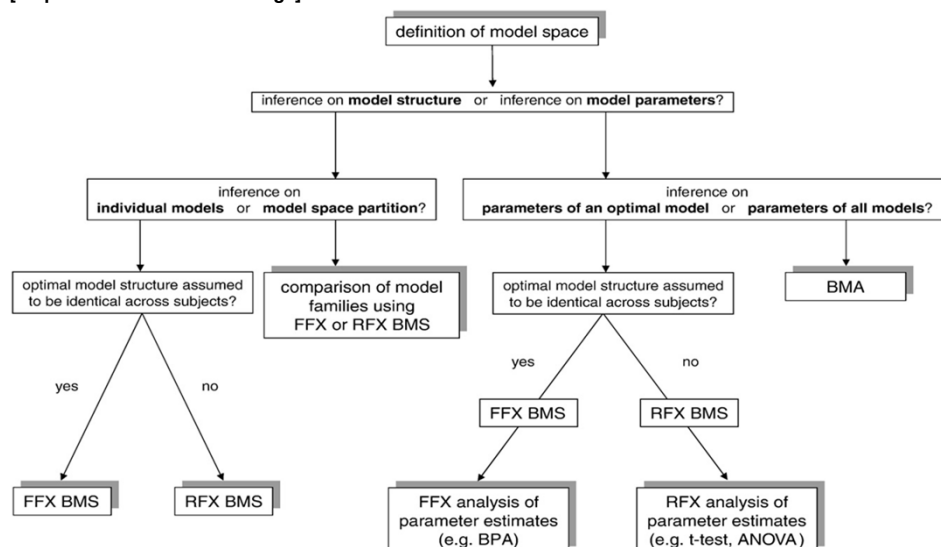 definition of model space
inference on model structure or inference on model parameters?
inference on
individual models or model space partition?
inference on
parameters of an optimal model or parameters of all models?
optimal model structure assumed
to be identical across subjects?
comparison of model
families using
FFX or RFX BMS
optimal model structure assumed
to be identical across subjects?
BMA
yes
no
yes
no
FFX BMS
RFX BMS
FFX BMS
RFX BMS
FFX analysis of
parameter estimates
(e.g. BPA)
RFX analysis of
parameter estimates
(e.g. t-test, ANOVA)